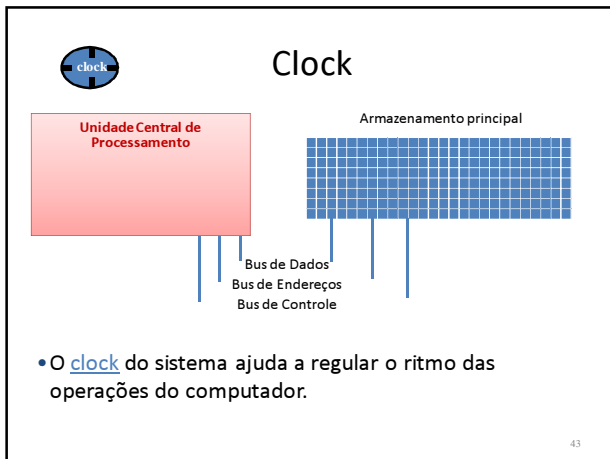 clock
Clock
Unidade Central de
Processamento
Armazenamento principal
Bus de Dados
Bus de Endereços
Bus de Controle
•O clock do sistema ajuda a regular o ritmo das
operações do computador.
43